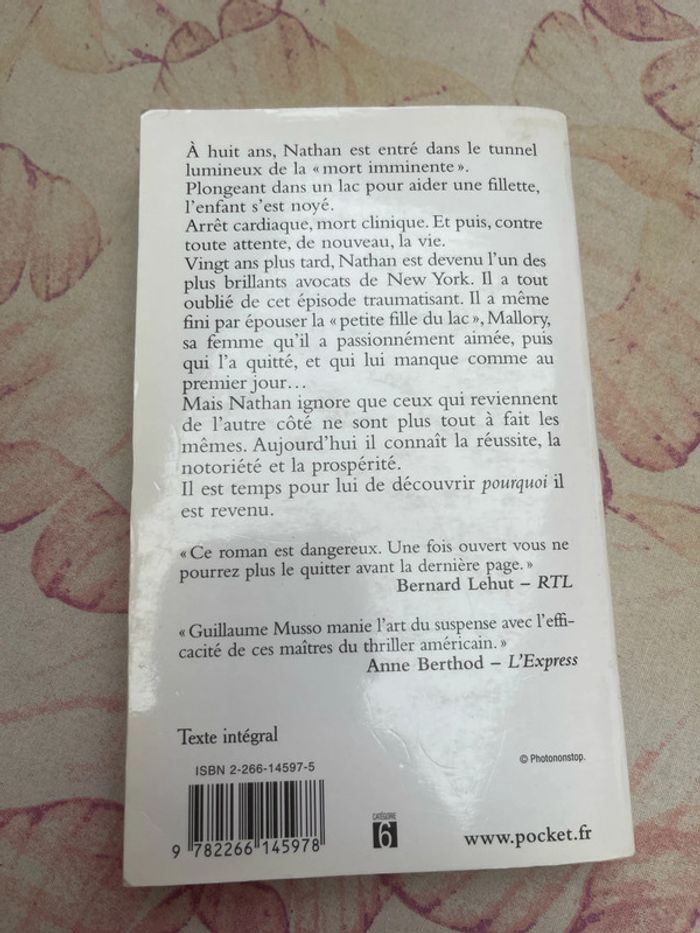 À huit ans, Nathan est entré dans le tunnel
lumineux de la « mort imminente ».
Plongeant dans un lac pour aider une fillette,
l'enfant s'est noyé.
Arrêt cardiaque, mort clinique. Et puis, contre
toute attente, de nouveau, la vie.
Vingt ans plus tard, Nathan est devenu l'un des
plus brillants avocats de New York. Il a tout
oublié de cet épisode traumatisant. Il a même
fini par épouser la « petite fille du lac », Mallory,
sa femme qu'il a passionnément aimée, puis
qui l'a quitté, et qui lui manque comme au
premier jour…
Mais Nathan ignore que ceux qui reviennent
de l'autre côté ne sont plus tout à fait les
mêmes. Aujourd'hui il connaît la réussite, la
notoriété et la prospérité.
Il est temps pour lui de découvrir pourquoi il
est revenu.
« Ce roman est dangereux. Une fois ouvert vous ne
pourrez plus le quitter avant la dernière page. »
Bernard Lehut – RTL
« Guillaume Musso manie l'art du suspense avec l'effi-
cacité de ces maîtres du thriller américain. »
Anne Berthod – L'Express
Texte intégral
© Photononstop.
ISBN 2-266-14597-5
CATÉGORIE
6
9 782266 145978
www.pocket.fr